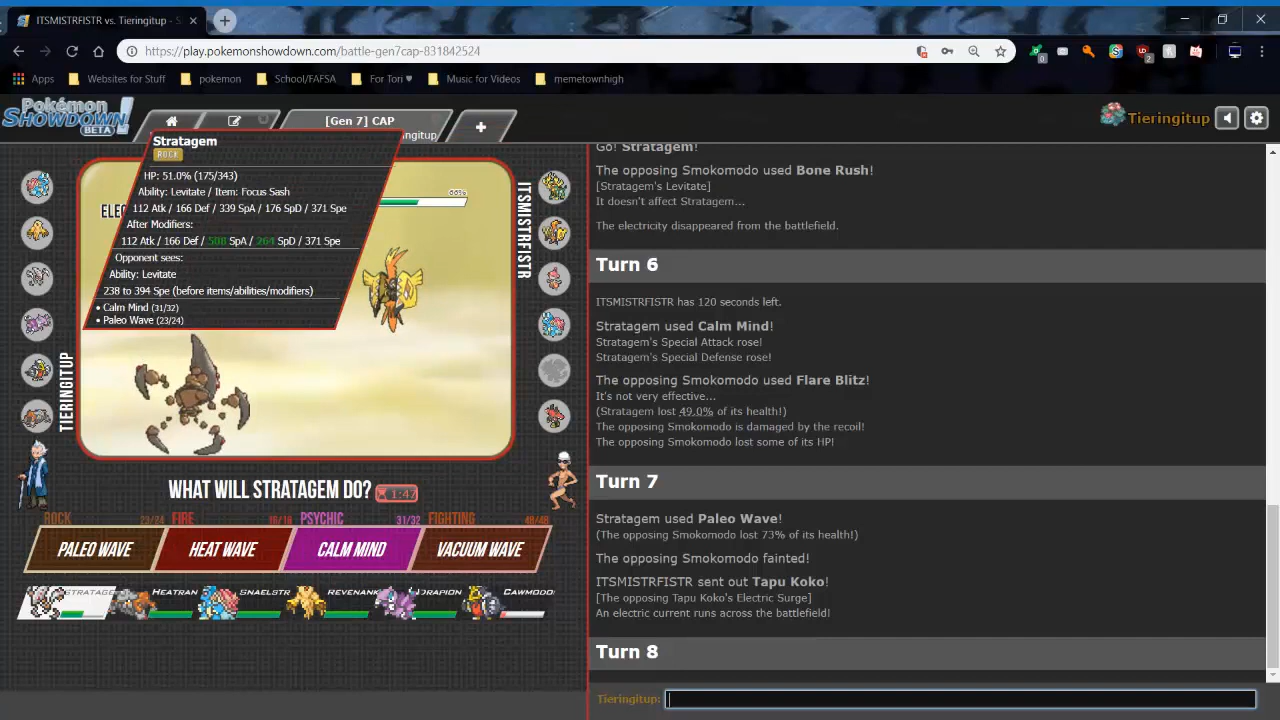 ITSMISTRFISTR vs. Tieringitup - S
https://play.pokemonshowdown.com/battle-gen7cap-831842524
Apps
Websites for Stuff
pokemon
School/FAFSA
For Tori ♥
Music for Videos
memetownhigh
Pokémon
SHOWDOWN!
BETA
[Gen 7] CAP
ngitup
Tieringitup
Stratagem
ROCK
HP: 51.0% (175/343)
Ability: Levitate / Item: Focus Sash
112 Atk / 166 Def / 339 SpA / 176 SpD / 371 Spe
After Modifiers:
112 Atk / 166 Def / 508 SpA / 264 SpD / 371 Spe
Opponent sees:
Ability: Levitate
238 to 394 Spe (before items/abilities/modifiers)
• Calm Mind (31/32)
• Paleo Wave (23/24)
ELEC
66%
ITSMISTRFISTR
TIERINGITUP
WHAT WILL STRATAGEM DO?
1:47
ROCK 23/24
FIRE 16/16
PSYCHIC 31/32
FIGHTING 48/48
PALEO WAVE
HEAT WAVE
CALM MIND
VACUUM WAVE
STRATAGE
HEATRAN
SNAELSTR
REVENANK
DRAPION
CAWMODO
Go! Stratagem!
The opposing Smokomodo used Bone Rush!
[Stratagem's Levitate]
It doesn't affect Stratagem...
The electricity disappeared from the battlefield.
Turn 6
ITSMISTRFISTR has 120 seconds left.
Stratagem used Calm Mind!
Stratagem's Special Attack rose!
Stratagem's Special Defense rose!
The opposing Smokomodo used Flare Blitz!
It's not very effective...
(Stratagem lost 49.0% of its health!)
The opposing Smokomodo is damaged by the recoil!
The opposing Smokomodo lost some of its HP!
Turn 7
Stratagem used Paleo Wave!
(The opposing Smokomodo lost 73% of its health!)
The opposing Smokomodo fainted!
ITSMISTRFISTR sent out Tapu Koko!
[The opposing Tapu Koko's Electric Surge]
An electric current runs across the battlefield!
Turn 8
Tieringitup: